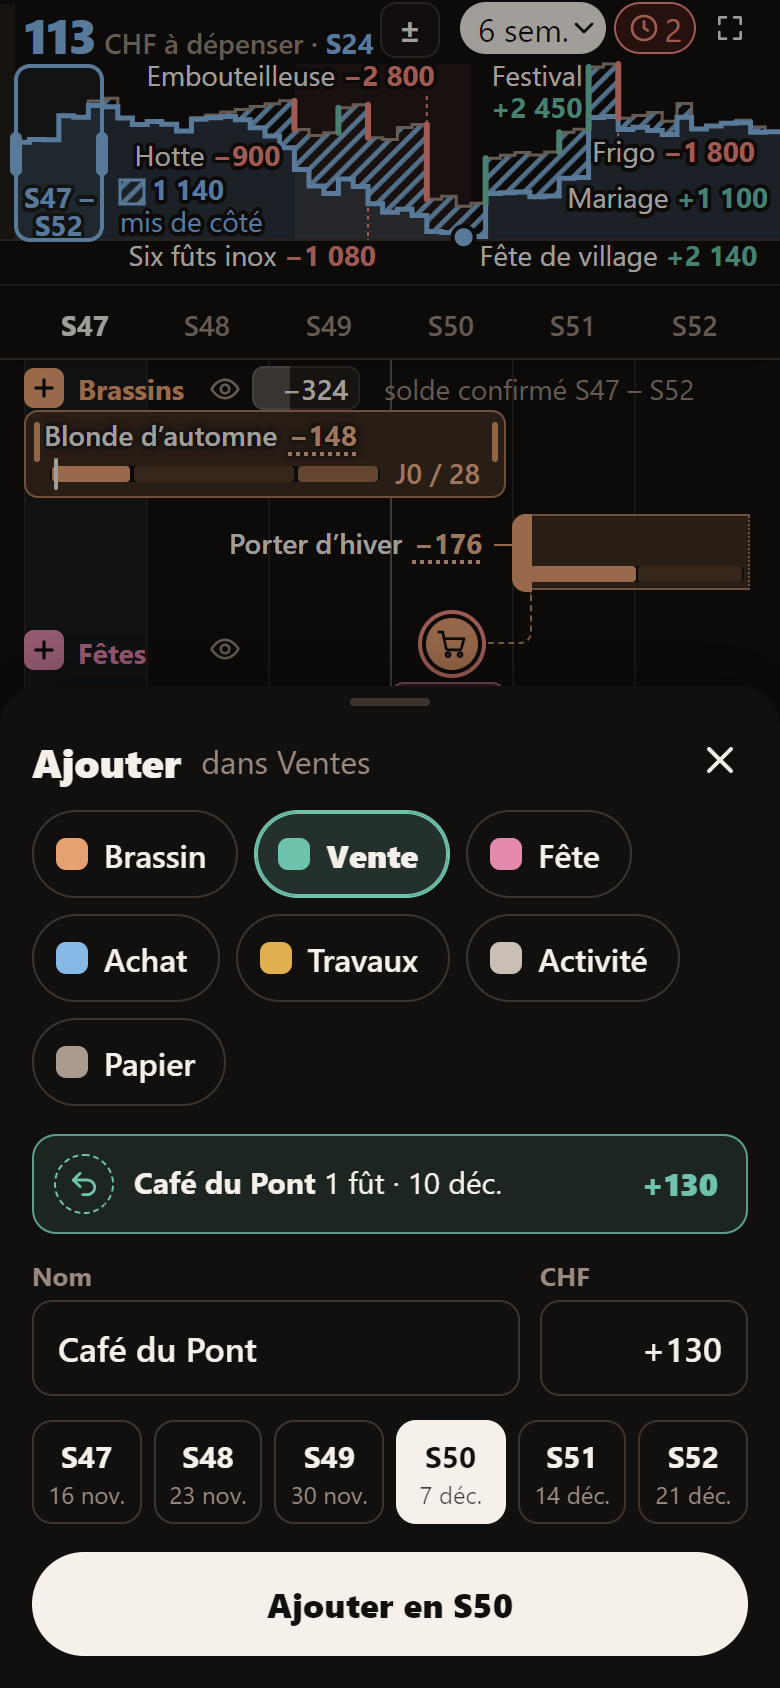 113 CHF à dépenser · S24
±
6 sem.
2
Embouteilleuse −2 800
Festival
+2 450
Hotte −900
Frigo −1 800
S47 –
S52
1 140
mis de côté
Mariage +1 100
Six fûts inox −1 080
Fête de village +2 140
S47 S48 S49 S50 S51 S52
+ Brassins −324 solde confirmé S47 – S52
Blonde d’automne −148
J0 / 28
Porter d’hiver −176
+ Fêtes
Ajouter dans Ventes
Brassin Vente Fête
Achat Travaux Activité
Papier
Café du Pont 1 fût · 10 déc. +130
Nom CHF
Café du Pont +130
S47 S48 S49 S50 S51 S52
16 nov. 23 nov. 30 nov. 7 déc. 14 déc. 21 déc.
Ajouter en S50